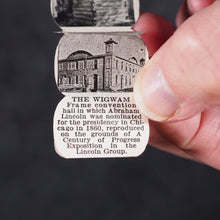 THE WIGWAM
Frame convention
hall in which Abraham
Lincoln was nominated
for the presidency in Chi-
cago in 1860, reproduced
on the grounds of A
Century of Progress
Exposition in the
Lincoln Group.